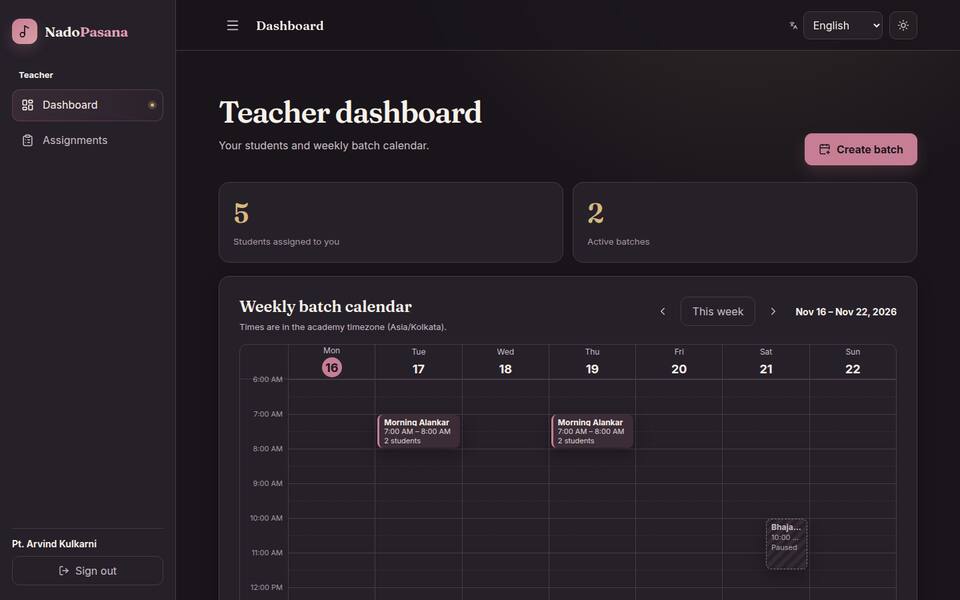 NadoPasana
Teacher
Dashboard
Assignments
Pt. Arvind Kulkarni
Sign out
Dashboard
English
Teacher dashboard
Your students and weekly batch calendar.
Create batch
5
Students assigned to you
2
Active batches
Weekly batch calendar
Times are in the academy timezone (Asia/Kolkata).
This week
Nov 16 – Nov 22, 2026
Mon Tue Wed Thu Fri Sat Sun
16 17 18 19 20 21 22
6:00 AM
7:00 AM
Morning Alankar
7:00 AM – 8:00 AM
2 students
Morning Alankar
7:00 AM – 8:00 AM
2 students
8:00 AM
9:00 AM
10:00 AM
Bhaja...
10:00 ...
Paused
11:00 AM
12:00 PM